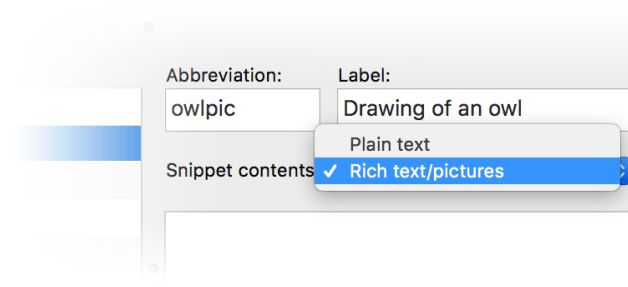 Abbreviation: Label:
owlpic Drawing of an owl
Plain text
Snippet contents ✓ Rich text/pictures